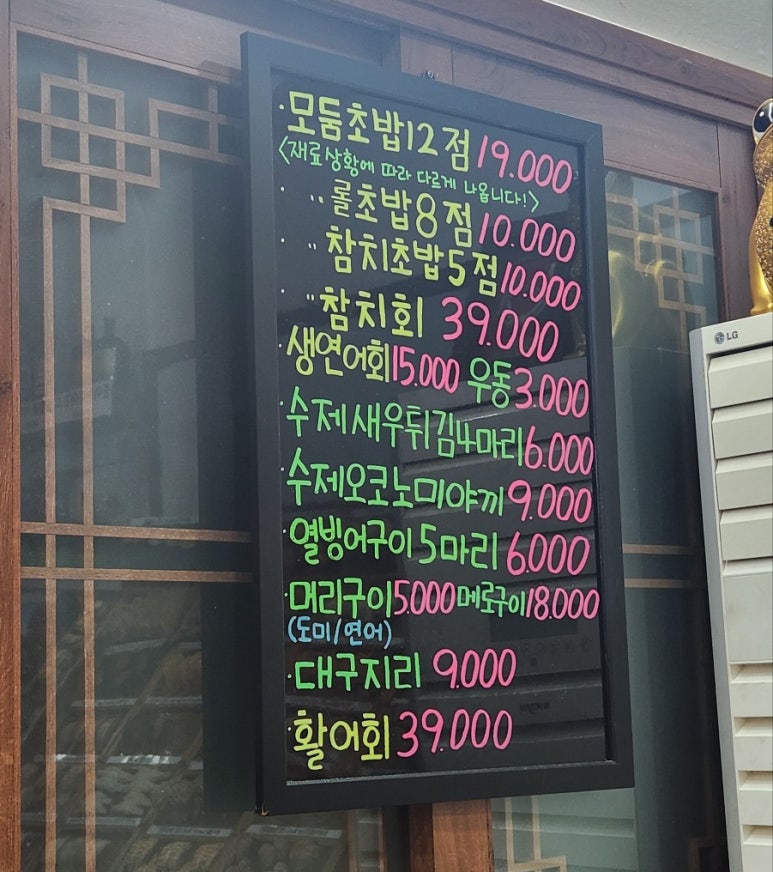 ·모둠초밥12점 19.000
<재료상황에 따라 다르게 나옵니다!>
· ‥롤초밥8점 10.000
· " 참치초밥5점 10.000
· " 참치회 39.000
·생연어회15.000 우동3.000
·수제새우튀김4마리6.000
·수제오코노미야끼 9.000
·열빙어구이 5마리 6.000
·머리구이5.000 메로구이18.000
(도미/연어)
·대구지리 9.000
·활어회 39.000
LG